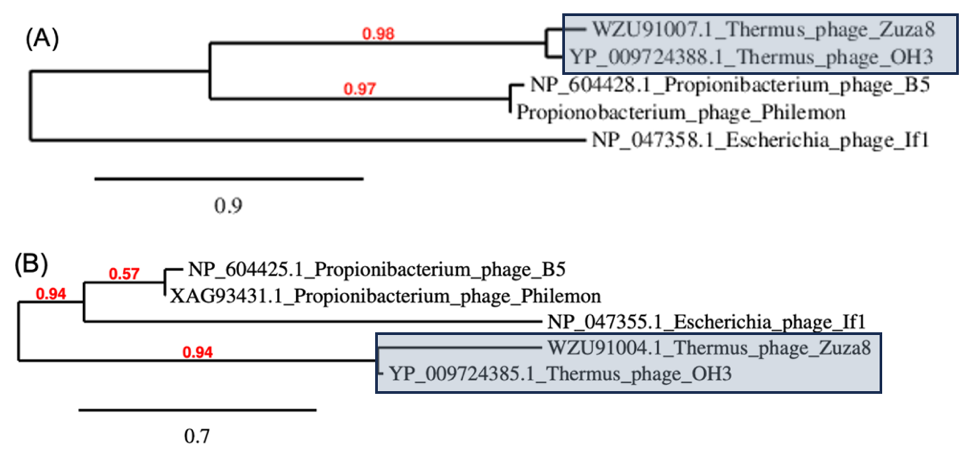 (A)
0.98
WZU91007.1_Thermus_phage_Zuza8
YP_009724388.1_Thermus_phage_OH3
0.97
NP_604428.1_Propionibacterium_phage_B5
Propionobacterium_phage_Philemon
NP_047358.1_Escherichia_phage_If1
0.9
(B)
0.57
NP_604425.1_Propionibacterium_phage_B5
0.94
XAG93431.1_Propionibacterium_phage_Philemon
NP_047355.1_Escherichia_phage_If1
0.94
WZU91004.1_Thermus_phage_Zuza8
YP_009724385.1_Thermus_phage_OH3
0.7